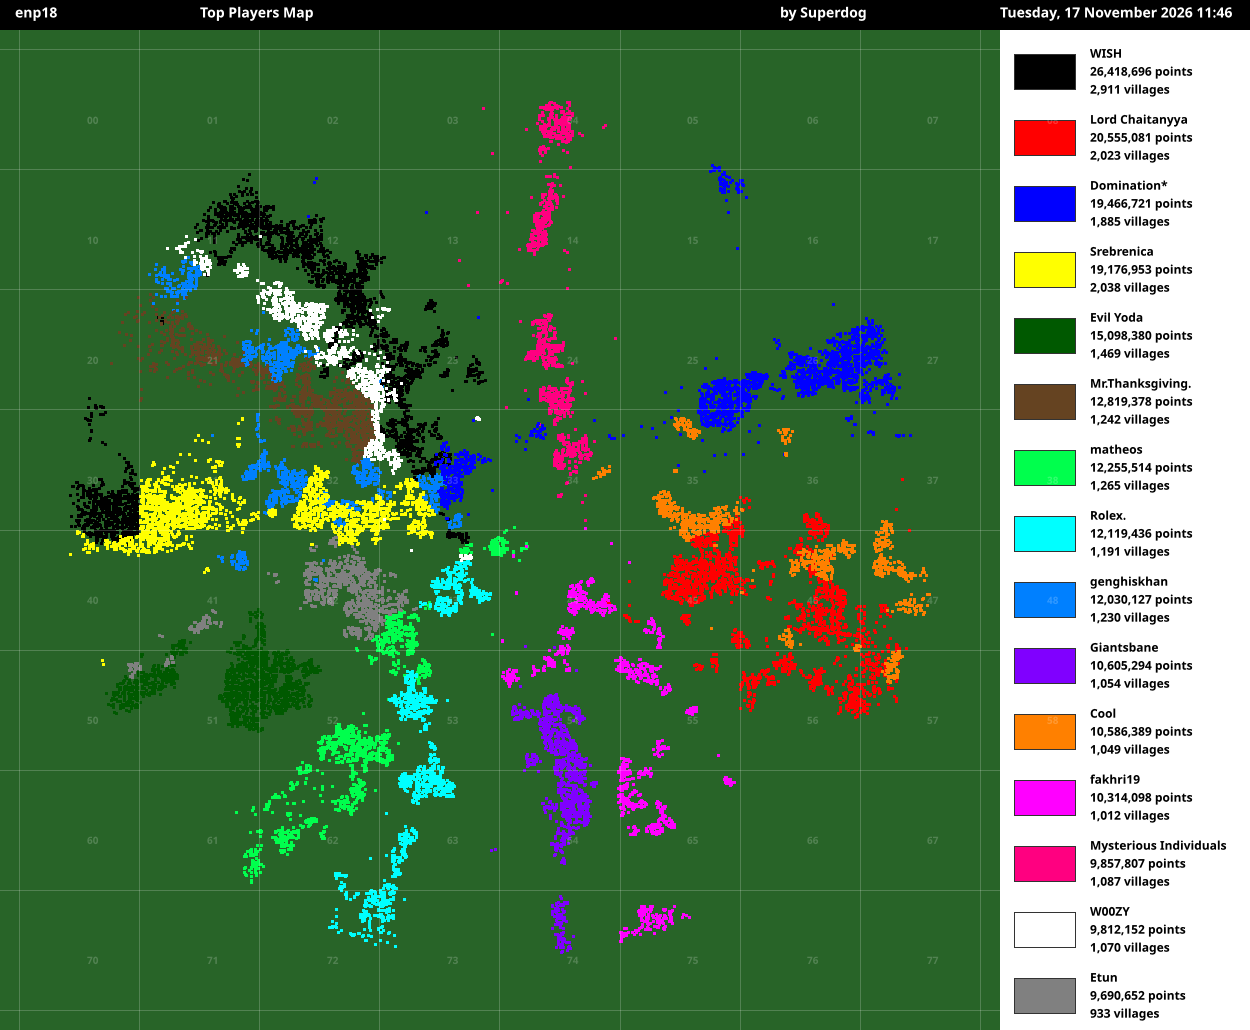 enp18 Top Players Map by Superdog Tuesday, 17 November 2026 11:46
WISH
26,418,696 points
2,911 villages
Lord Chaitanyya
20,555,081 points
2,023 villages
Domination*
19,466,721 points
1,885 villages
Srebrenica
19,176,953 points
2,038 villages
Evil Yoda
15,098,380 points
1,469 villages
Mr.Thanksgiving.
12,819,378 points
1,242 villages
matheos
12,255,514 points
1,265 villages
Rolex.
12,119,436 points
1,191 villages
genghiskhan
12,030,127 points
1,230 villages
Giantsbane
10,605,294 points
1,054 villages
Cool
10,586,389 points
1,049 villages
fakhri19
10,314,098 points
1,012 villages
Mysterious Individuals
9,857,807 points
1,087 villages
W00ZY
9,812,152 points
1,070 villages
Etun
9,690,652 points
933 villages
00 01 02 03 04 06 07
10 12 13 14 16 17
20 21 25 24 25 26 27
40 41 45 46 47
50 51 52 53 54 55 56 57
60 61 62 63 64 65 66 67
70 71 72 73 74 75 76 77